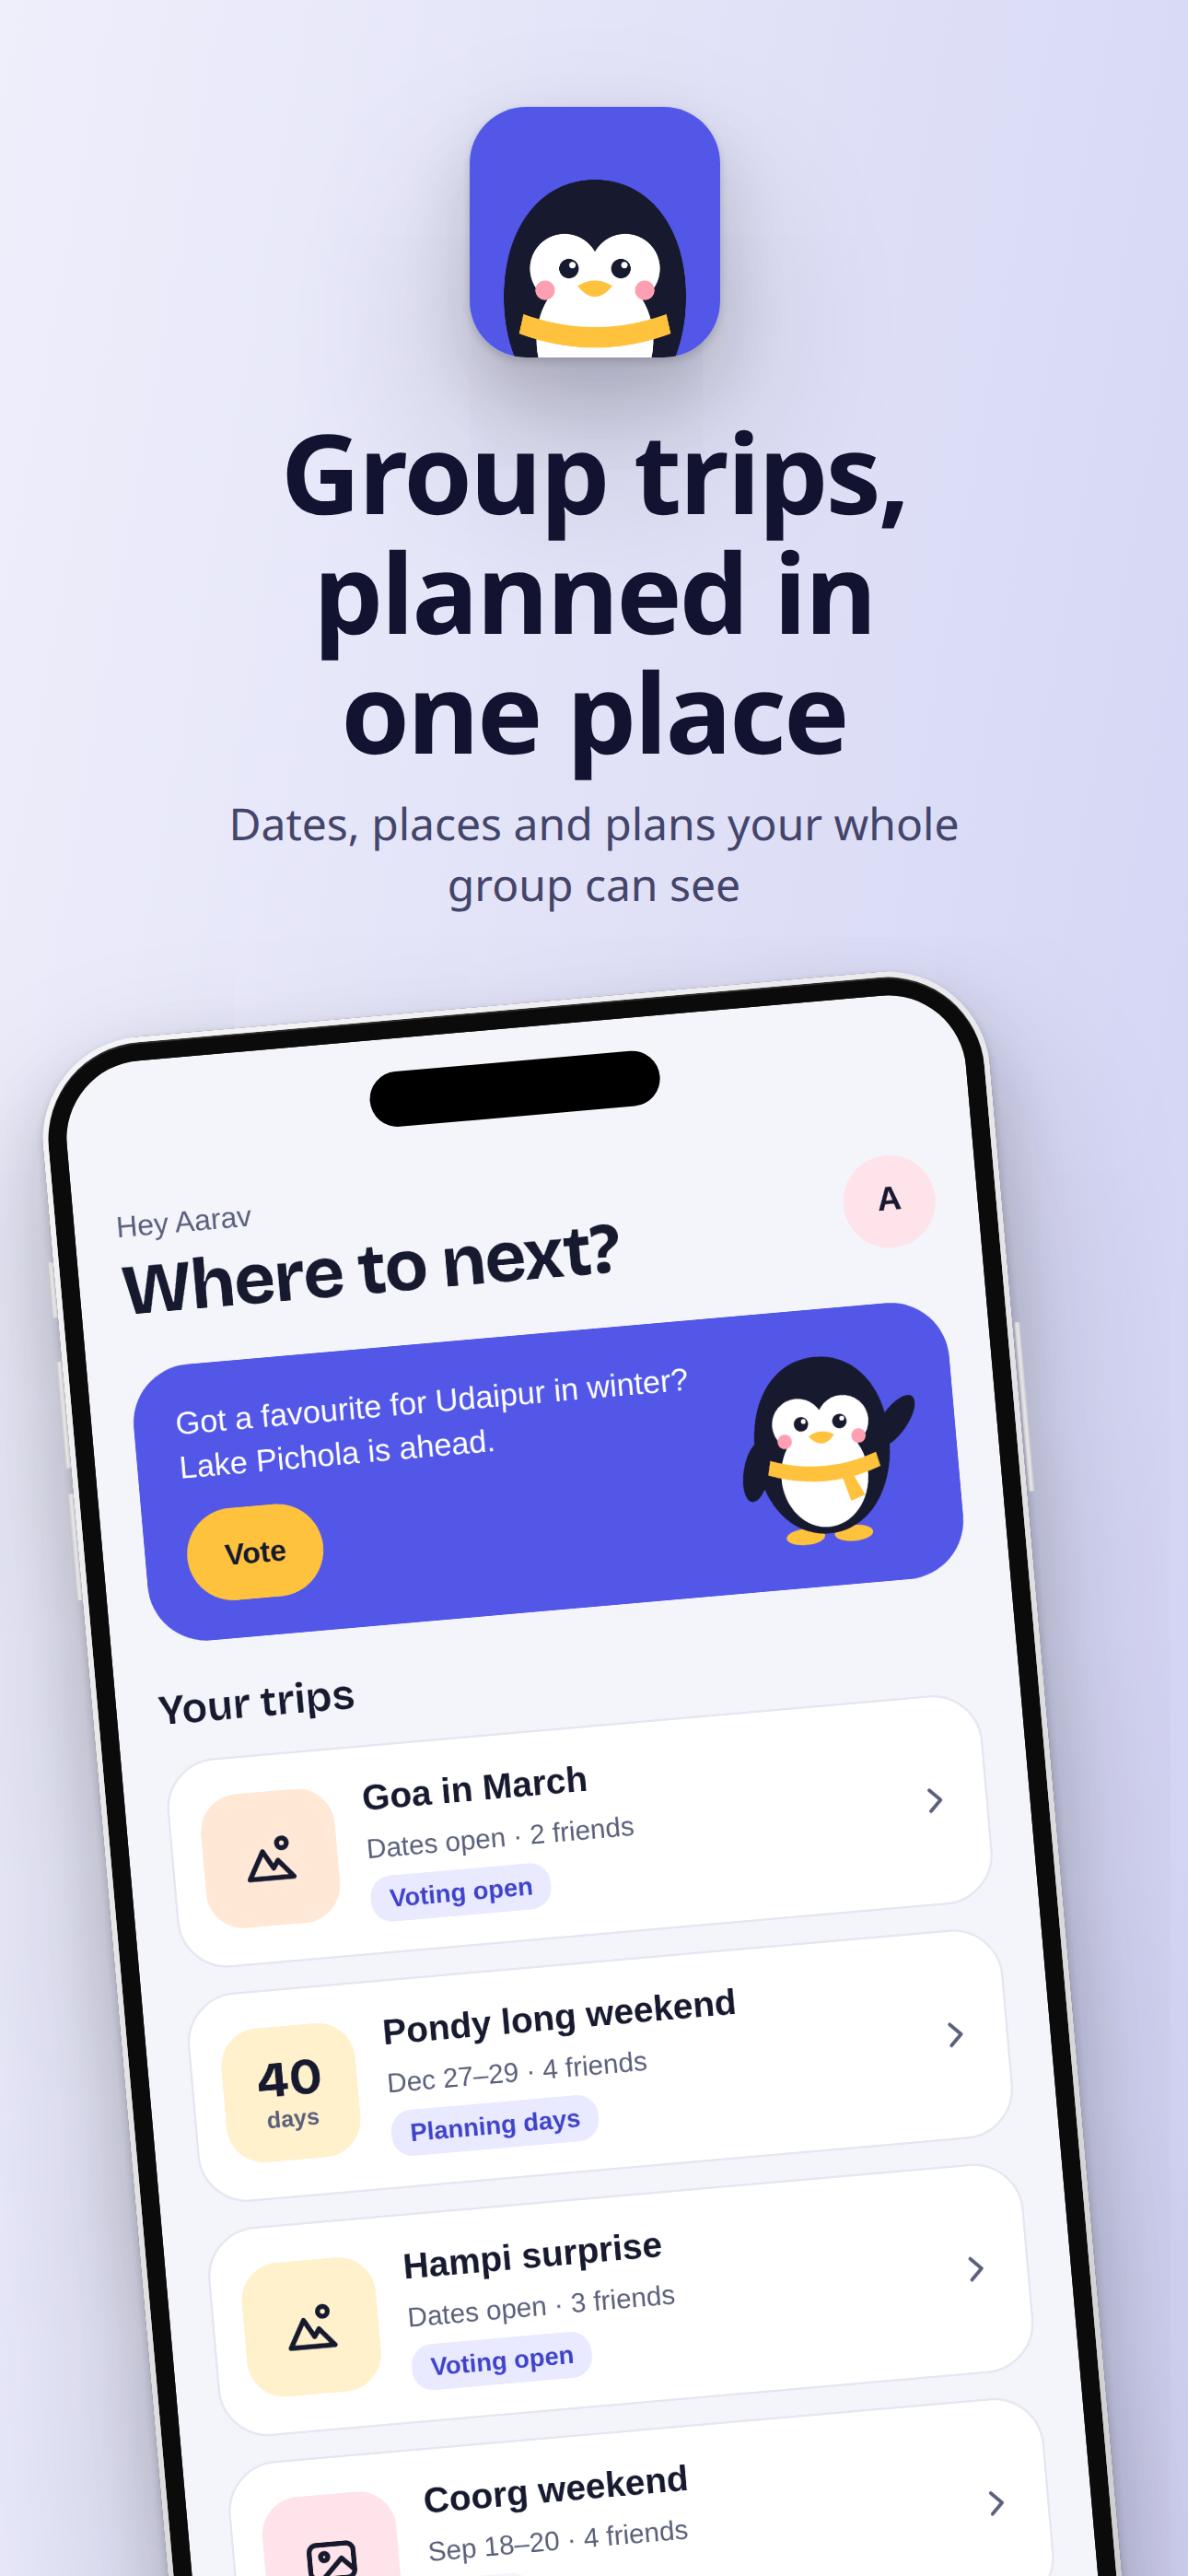 Group trips,
planned in
one place
Dates, places and plans your whole
group can see
Hey Aarav
Where to next?
A
Got a favourite for Udaipur in winter?
Lake Pichola is ahead.
Vote
Your trips
Goa in March
Dates open · 2 friends
Voting open
40
days
Pondy long weekend
Dec 27–29 · 4 friends
Planning days
Hampi surprise
Dates open · 3 friends
Voting open
Coorg weekend
Sep 18–20 · 4 friends